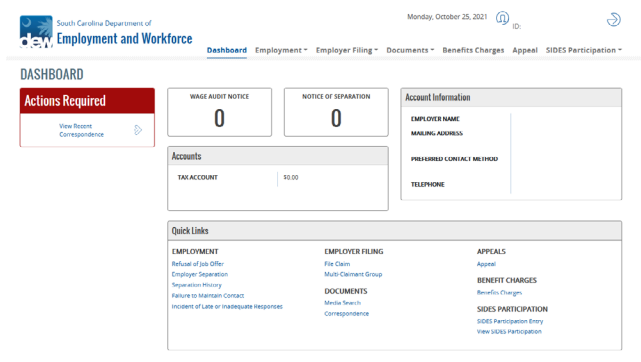 South Carolina Department of
dew Employment and Workforce
Monday, October 25, 2021
ID:
Dashboard Employment Employer Filing Documents Benefits Charges Appeal SIDES Participation
DASHBOARD
Actions Required
View Recent
Correspondence
WAGE AUDIT NOTICE
0
NOTICE OF SEPARATION
0
Account Information
EMPLOYER NAME
MAILING ADDRESS
PREFERRED CONTACT METHOD
TELEPHONE
Accounts
TAX ACCOUNT $0.00
Quick Links
EMPLOYMENT
Refusal of Job Offer
Employer Separation
Separation History
Failure to Maintain Contact
Incident of Late or Inadequate Responses
EMPLOYER FILING
File Claim
Multi-Claimant Group
DOCUMENTS
Media Search
Correspondence
APPEALS
Appeal
BENEFIT CHARGES
Benefits Charges
SIDES PARTICIPATION
SIDES Participation Entry
View SIDES Participation